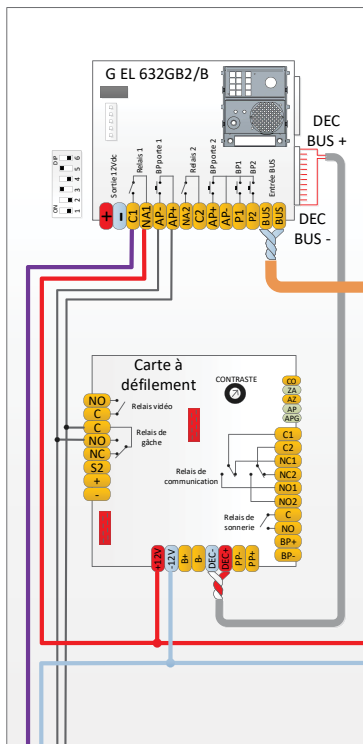 G EL 632GB2/B
DEC
BUS +
DEC
BUS -
DIP
ON
1 2 3 4 5 6
Sortie 12Vdc
Relais 1
BP porte 1
Relais 2
BP porte 2
BP1
BP2
Entrée BUS
+
-
C1
NA1
AP-
AP+
NA2
C2
AP+
AP-
P1
P2
BUS
BUS
Carte à
défilement
CONTRASTE
NO
C
C
NO
NC
S2
+
-
Relais vidéo
Relais de
gâche
Relais de
communication
Relais de
sonnerie
CO
ZA
AZ
AP
APG
C1
C2
NC1
NC2
NO1
NO2
C
NO
BP+
BP-
+12V
-12V
B+
B-
DEC-
DEC+
PP-
PP+